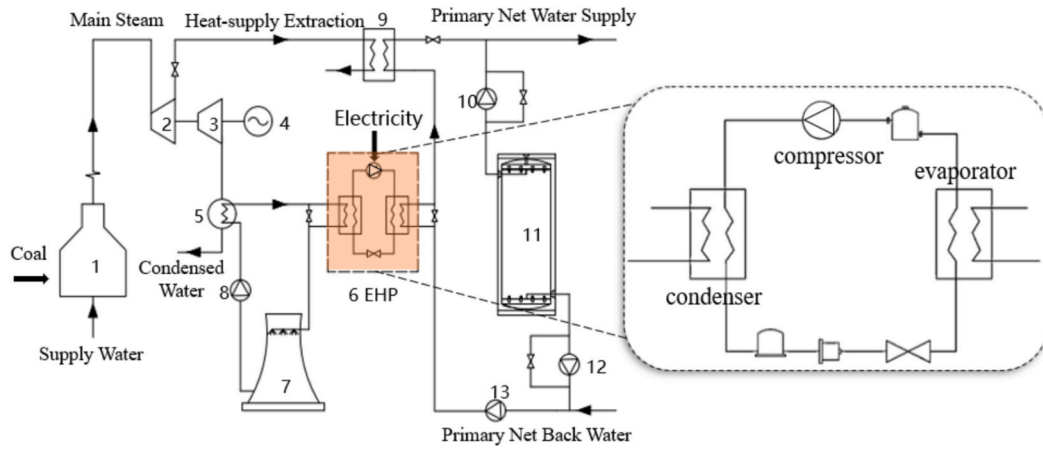 Main Steam
Heat-supply Extraction
9
Primary Net Water Supply
10
2
3
4
Electricity
compressor
evaporator
5
11
1
Coal
Condensed
Water
8
6 EHP
condenser
Supply Water
7
12
13
Primary Net Back Water